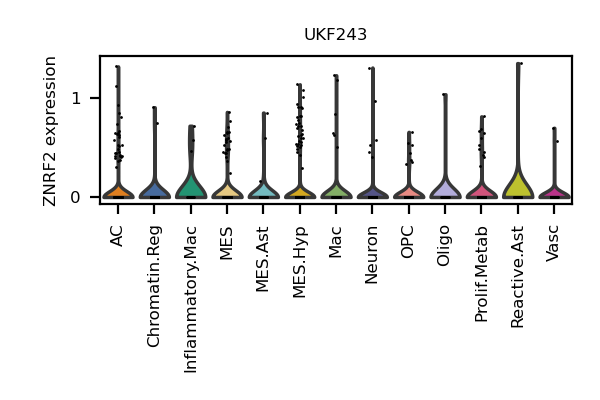 UKF243
ZNRF2 expression
1
0
AC
Chromatin.Reg
Inflammatory.Mac
MES
MES.Ast
MES.Hyp
Mac
Neuron
OPC
Oligo
Prolif.Metab
Reactive.Ast
Vasc